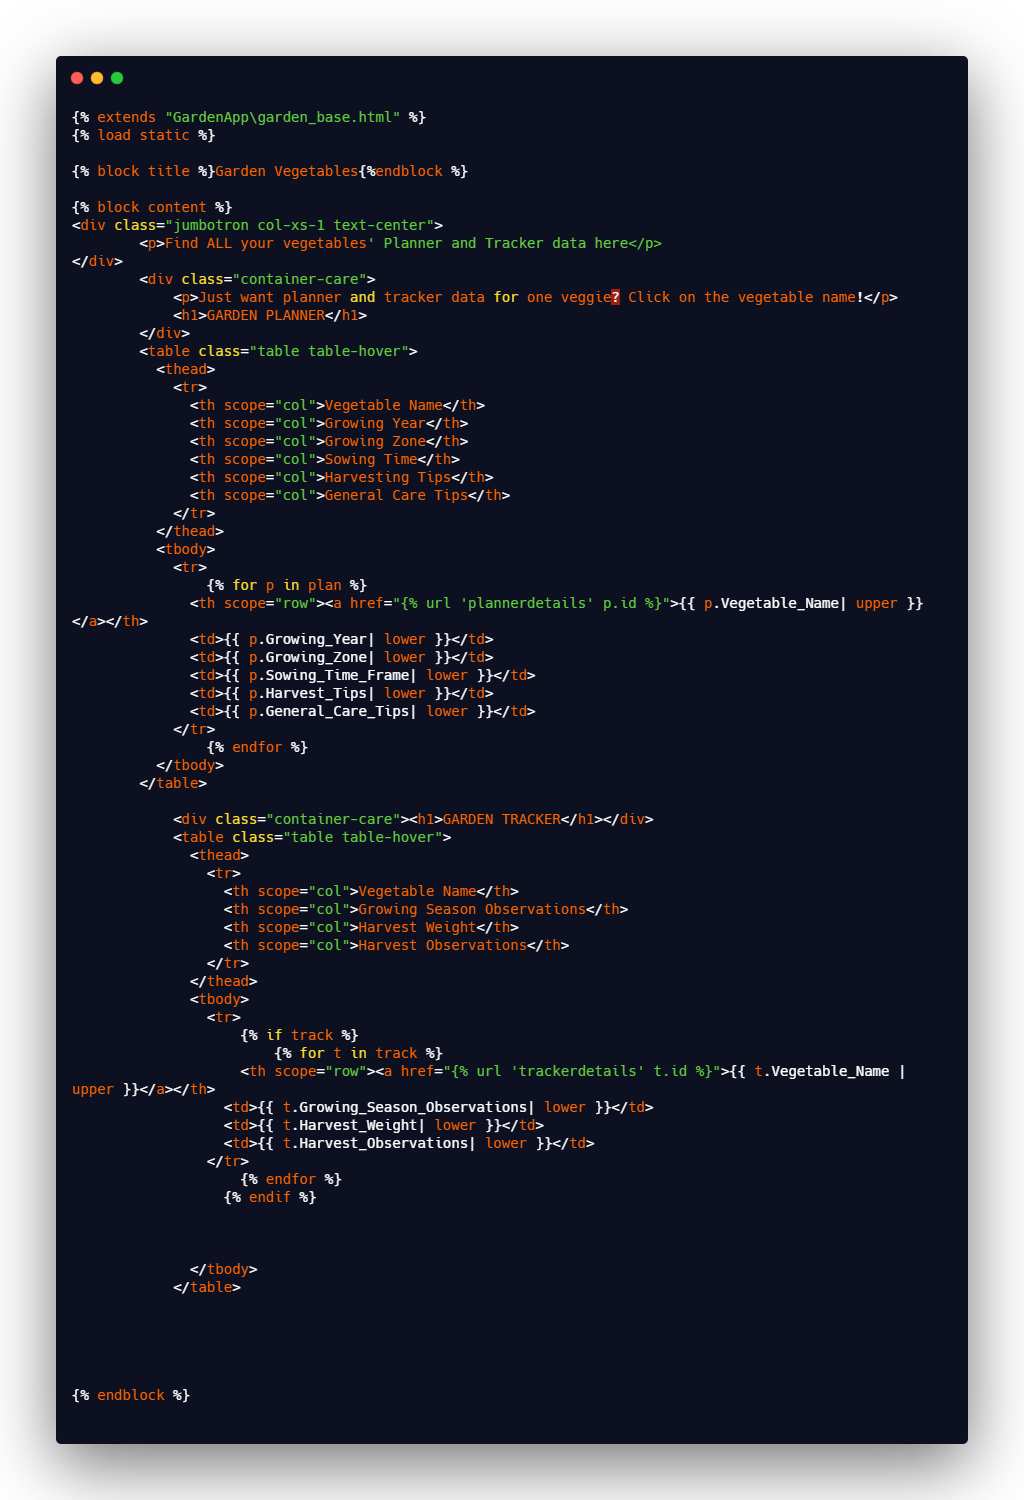 {% extends "GardenApp\garden_base.html" %}
{% load static %}
{% block title %}Garden Vegetables{%endblock %}
{% block content %}
<div class="jumbotron col-xs-1 text-center">
        <p>Find ALL your vegetables' Planner and Tracker data here</p>
</div>
        <div class="container-care">
            <p>Just want planner and tracker data for one veggie? Click on the vegetable name!</p>
            <h1>GARDEN PLANNER</h1>
        </div>
        <table class="table table-hover">
          <thead>
            <tr>
              <th scope="col">Vegetable Name</th>
              <th scope="col">Growing Year</th>
              <th scope="col">Growing Zone</th>
              <th scope="col">Sowing Time</th>
              <th scope="col">Harvesting Tips</th>
              <th scope="col">General Care Tips</th>
            </tr>
          </thead>
          <tbody>
            <tr>
                {% for p in plan %}
              <th scope="row"><a href="{% url 'plannerdetails' p.id %}">{{ p.Vegetable_Name| upper }}
</a></th>
              <td>{{ p.Growing_Year| lower }}</td>
              <td>{{ p.Growing_Zone| lower }}</td>
              <td>{{ p.Sowing_Time_Frame| lower }}</td>
              <td>{{ p.Harvest_Tips| lower }}</td>
              <td>{{ p.General_Care_Tips| lower }}</td>
            </tr>
                {% endfor %}
          </tbody>
        </table>
            <div class="container-care"><h1>GARDEN TRACKER</h1></div>
            <table class="table table-hover">
              <thead>
                <tr>
                  <th scope="col">Vegetable Name</th>
                  <th scope="col">Growing Season Observations</th>
                  <th scope="col">Harvest Weight</th>
                  <th scope="col">Harvest Observations</th>
                </tr>
              </thead>
              <tbody>
                <tr>
                    {% if track %}
                        {% for t in track %}
                    <th scope="row"><a href="{% url 'trackerdetails' t.id %}">{{ t.Vegetable_Name |
upper }}</a></th>
                  <td>{{ t.Growing_Season_Observations| lower }}</td>
                  <td>{{ t.Harvest_Weight| lower }}</td>
                  <td>{{ t.Harvest_Observations| lower }}</td>
                </tr>
                    {% endfor %}
                  {% endif %}
              </tbody>
            </table>
{% endblock %}